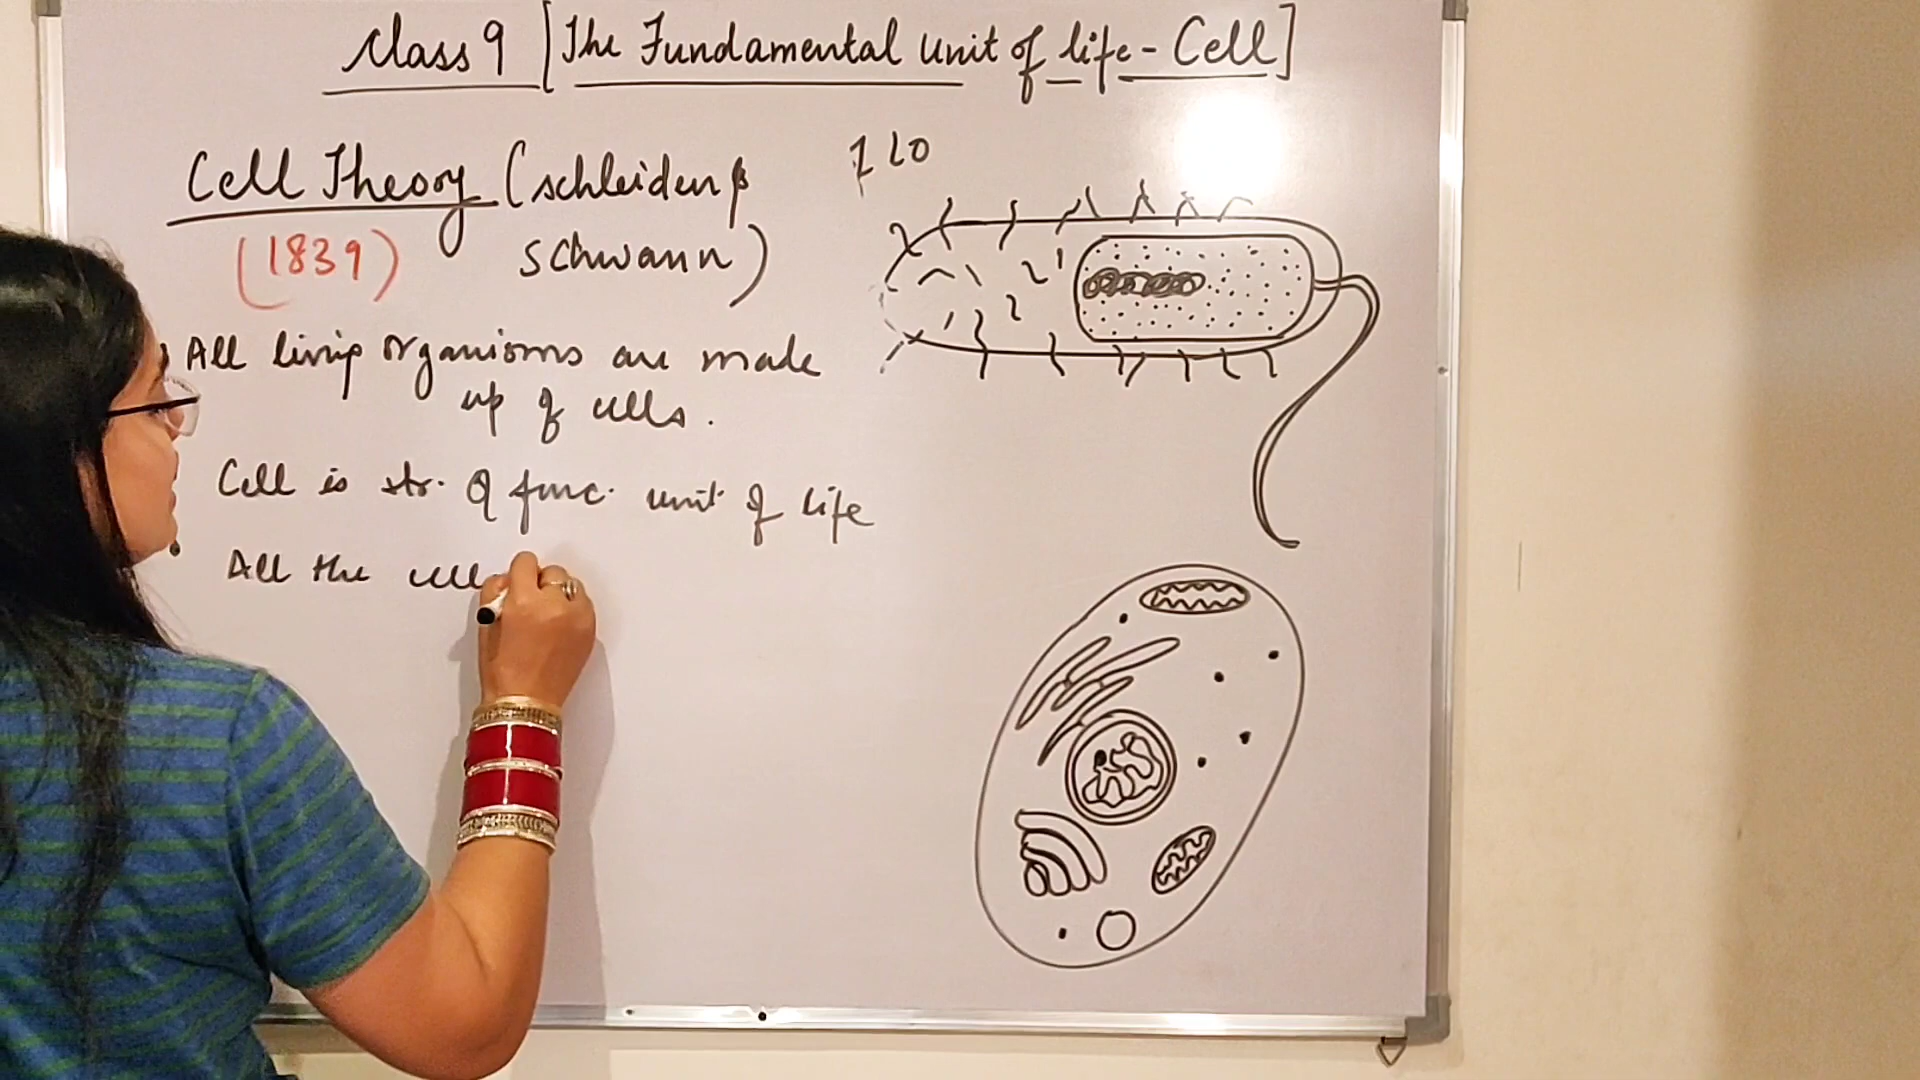 Class 9 [The Fundamental Unit of life - Cell]
Cell Theory (schleiden &
(1839) schwann)
All living organisms are made
up of cells.
Cell is str. & func. unit of life
All the cell